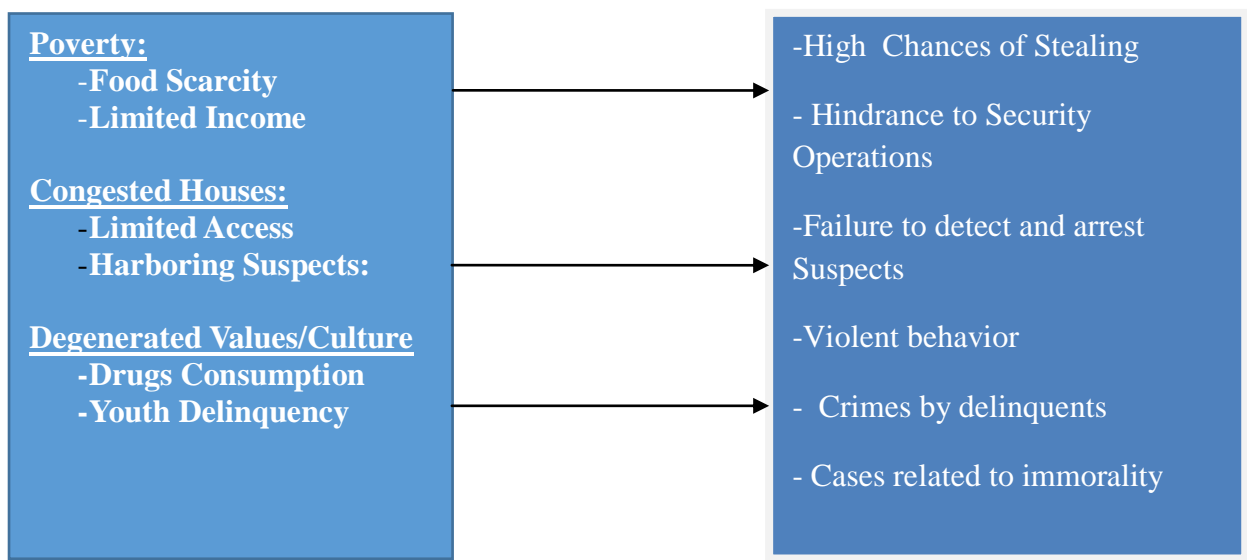 Poverty:
-Food Scarcity
-Limited Income
Congested Houses:
-Limited Access
-Harboring Suspects:
Degenerated Values/Culture
-Drugs Consumption
-Youth Delinquency
-High  Chances of Stealing
- Hindrance to Security
Operations
-Failure to detect and arrest
Suspects
-Violent behavior
-  Crimes by delinquents
- Cases related to immorality